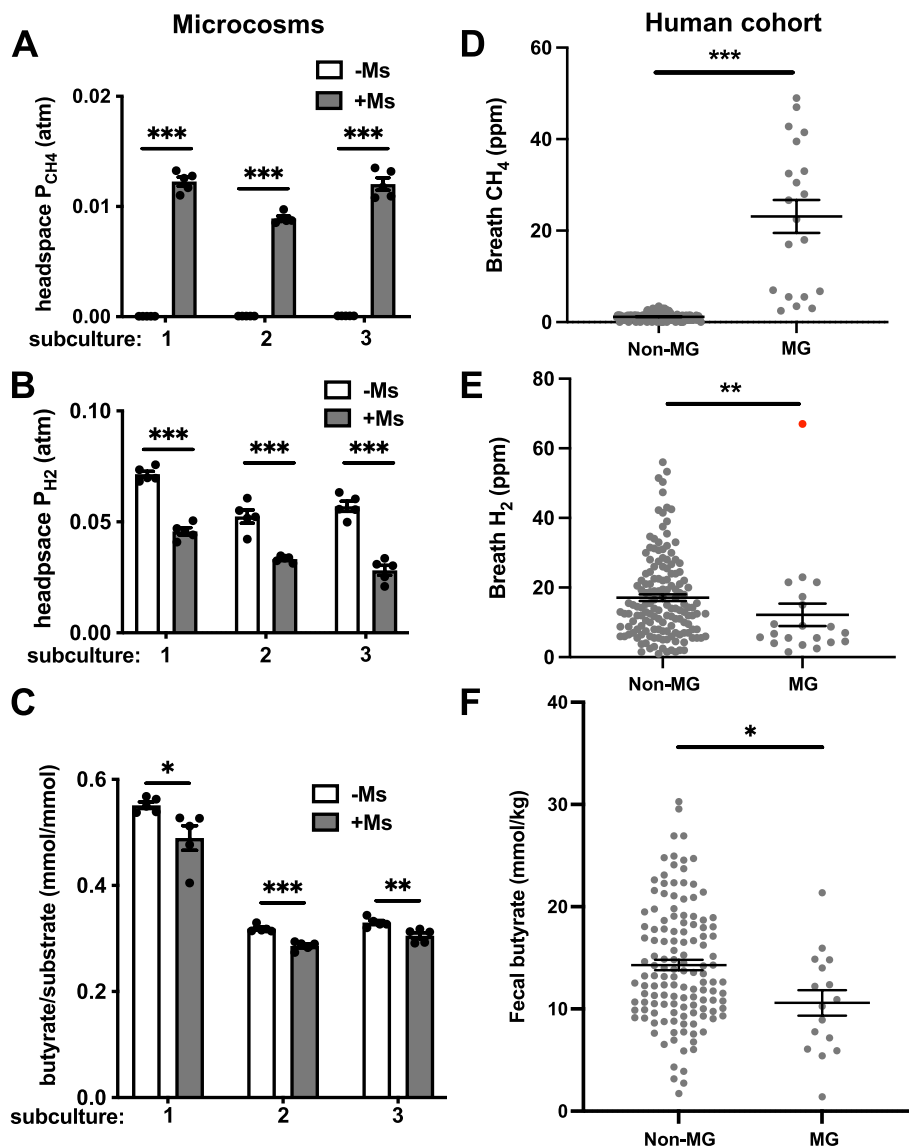 Microcosms
Human cohort
A
-Ms
+Ms
headspace P_CH4 (atm)
0.02
0.01
0.00
***
***
***
subculture: 1 2 3
B
-Ms
+Ms
headpsace P_H2 (atm)
0.10
0.05
0.00
***
***
***
subculture: 1 2 3
C
-Ms
+Ms
butyrate/substrate (mmol/mmol)
0.6
0.4
0.2
0.0
*
***
**
subculture: 1 2 3
D
Breath CH4 (ppm)
60
40
20
0
***
Non-MG MG
E
Breath H2 (ppm)
80
60
40
20
0
**
Non-MG MG
F
Fecal butyrate (mmol/kg)
40
30
20
10
0
*
Non-MG MG